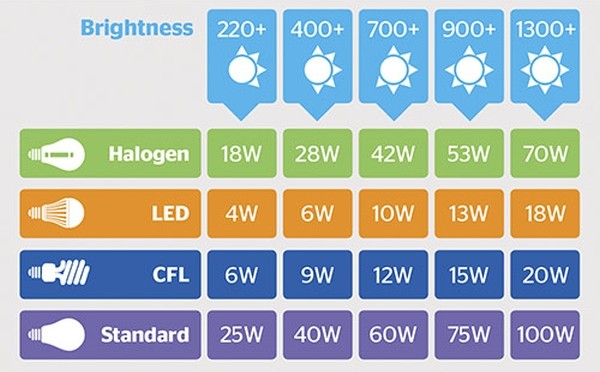 Brightness 220+ 400+ 700+ 900+ 1300+
Halogen 18W 28W 42W 53W 70W
LED 4W 6W 10W 13W 18W
CFL 6W 9W 12W 15W 20W
Standard 25W 40W 60W 75W 100W